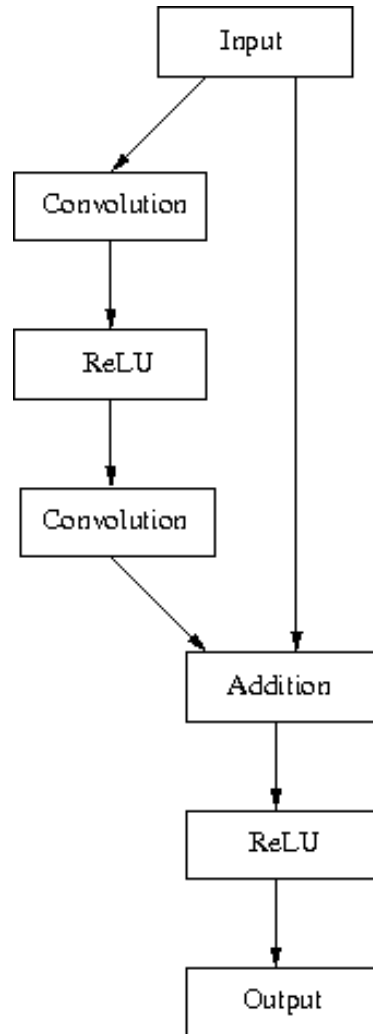 Input
Convolution
ReLU
Convolution
Addition
ReLU
Output